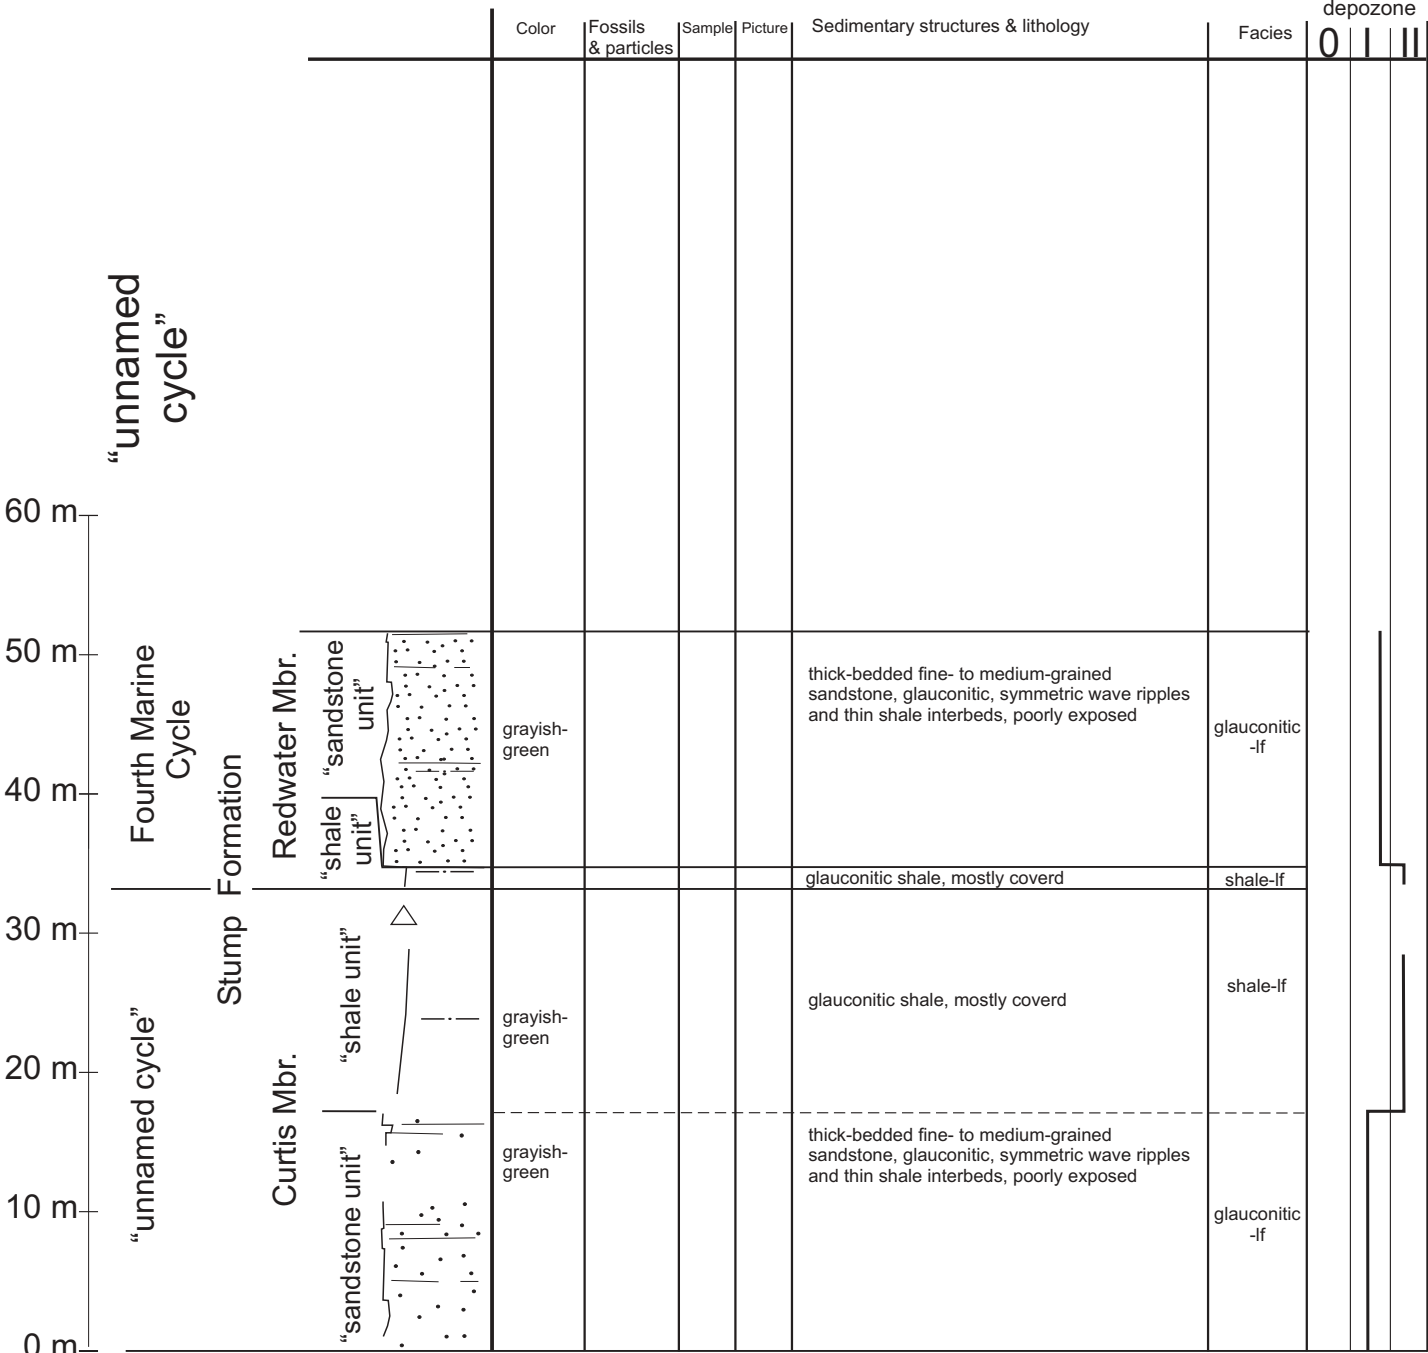 depozone
Color
Fossils
& particles
Sample
Picture
Sedimentary structures & lithology
Facies
0
I
II
“unnamed
cycle”
60 m
50 m
40 m
30 m
20 m
10 m
0 m
Fourth Marine
Cycle
“unnamed cycle”
Stump Formation
Redwater Mbr.
Curtis Mbr.
“sandstone
unit”
“shale
unit”
“shale unit”
“sandstone unit”
grayish-
green
thick-bedded fine- to medium-grained
sandstone, glauconitic, symmetric wave ripples
and thin shale interbeds, poorly exposed
glauconitic
-lf
glauconitic shale, mostly coverd
shale-lf
grayish-
green
glauconitic shale, mostly coverd
shale-lf
grayish-
green
thick-bedded fine- to medium-grained
sandstone, glauconitic, symmetric wave ripples
and thin shale interbeds, poorly exposed
glauconitic
-lf